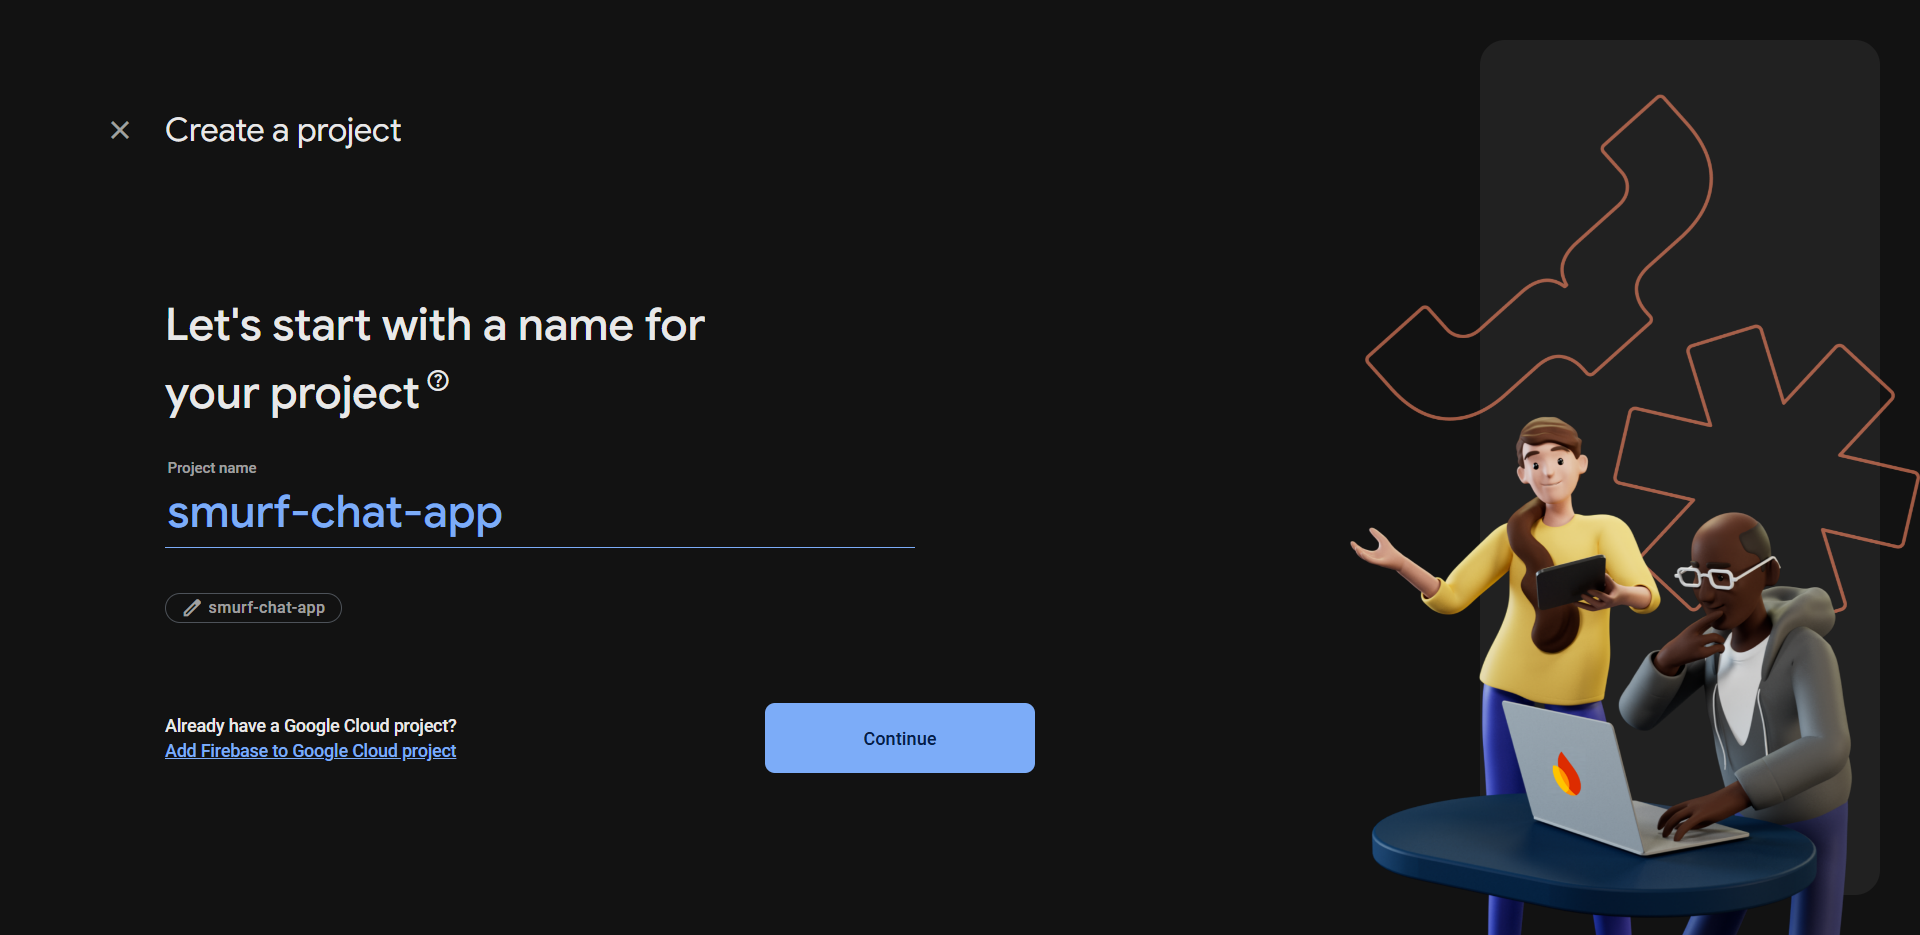 Create a project
Let's start with a name for
your project
Project name
smurf-chat-app
smurf-chat-app
Already have a Google Cloud project?
Add Firebase to Google Cloud project
Continue